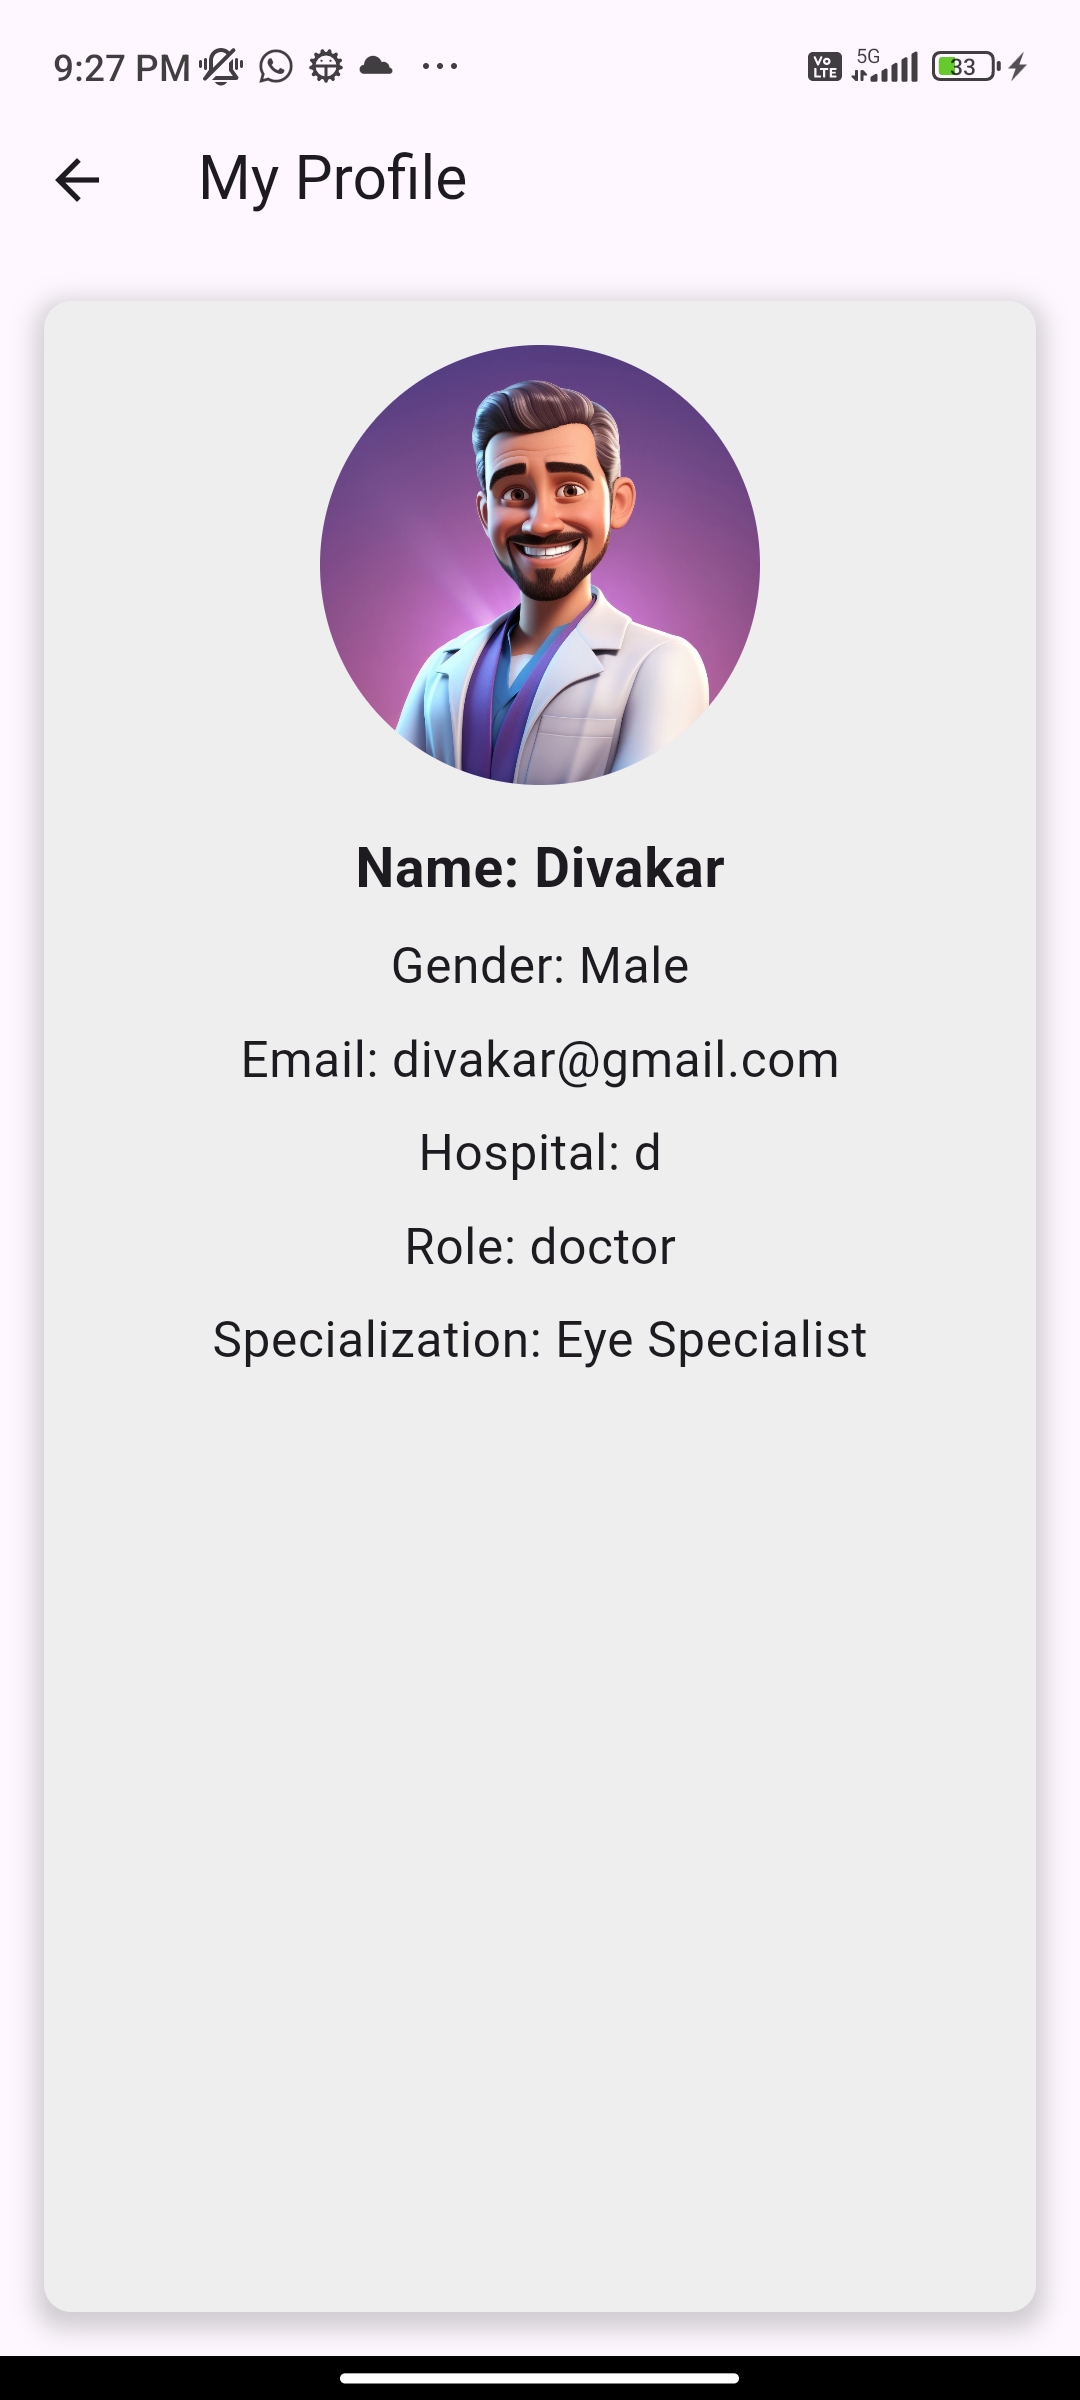 9:27 PM
Vo LTE 5G 33
My Profile
Name: Divakar
Gender: Male
Email: divakar@gmail.com
Hospital: d
Role: doctor
Specialization: Eye Specialist